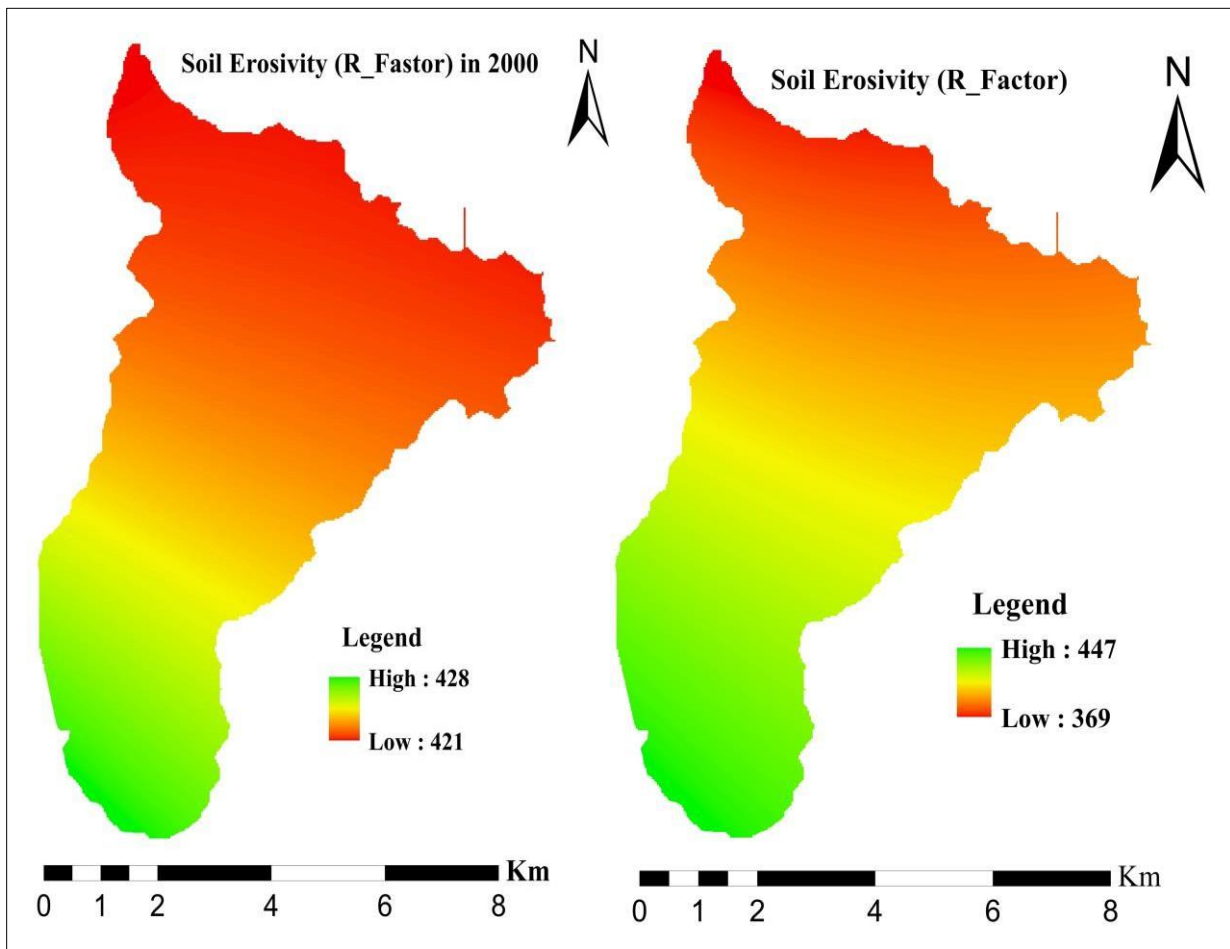 Soil Erosivity (R_Fastor) in 2000
N
Legend
High : 428
Low : 421
Km
0 1 2 4 6 8
Soil Erosivity (R_Factor)
N
Legend
High : 447
Low : 369
Km
0 1 2 4 6 8